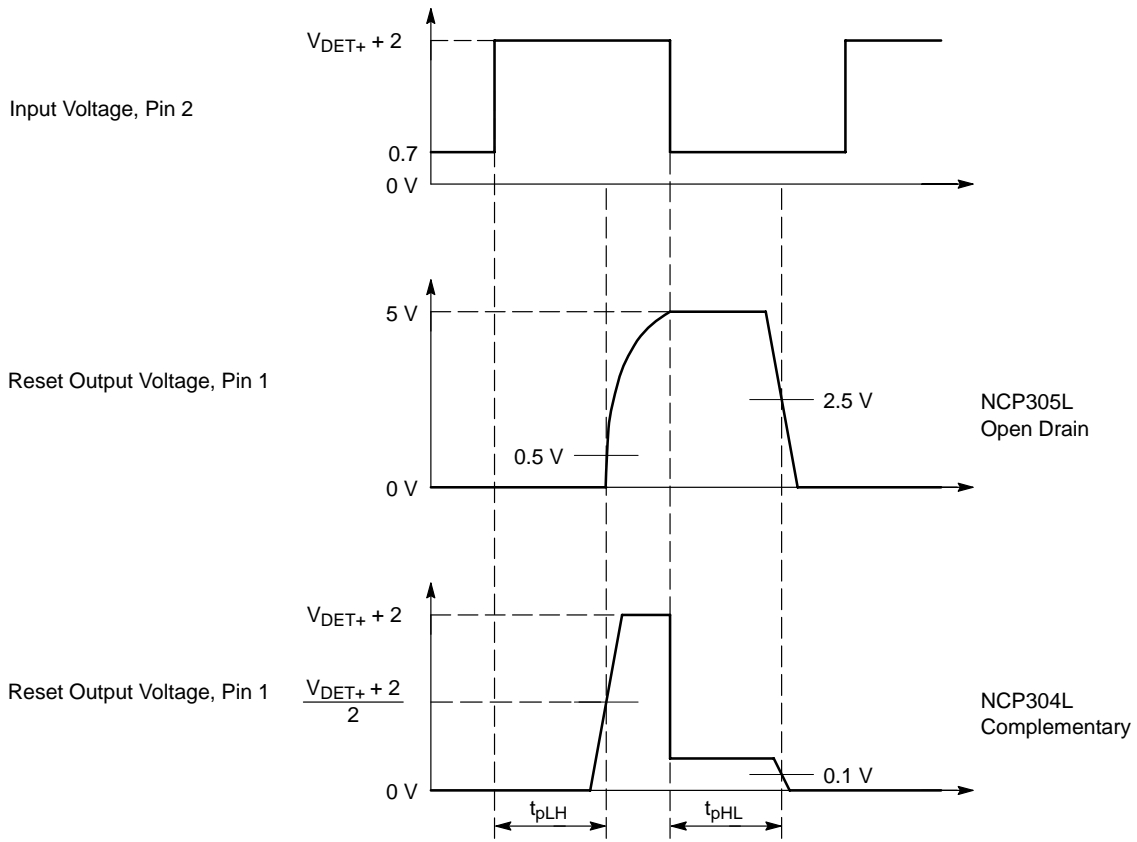 V_DET+ + 2
Input Voltage, Pin 2
0.7
0 V
5 V
Reset Output Voltage, Pin 1
2.5 V
NCP305L
Open Drain
0.5 V
0 V
V_DET+ + 2
Reset Output Voltage, Pin 1
V_DET+ + 2
2
NCP304L
Complementary
0.1 V
0 V
t_pLH
t_pHL